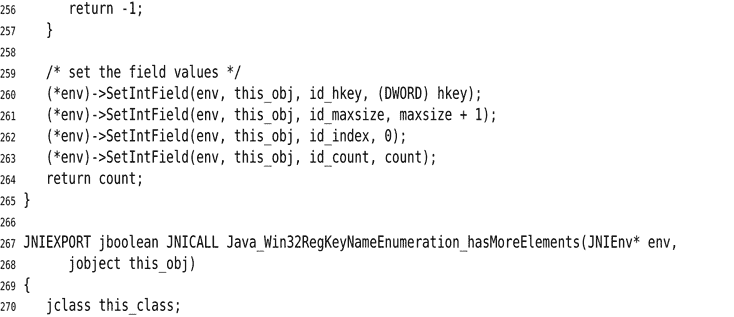 256       return -1;
257    }
258
259    /* set the field values */
260    (*env)->SetIntField(env, this_obj, id_hkey, (DWORD) hkey);
261    (*env)->SetIntField(env, this_obj, id_maxsize, maxsize + 1);
262    (*env)->SetIntField(env, this_obj, id_index, 0);
263    (*env)->SetIntField(env, this_obj, id_count, count);
264    return count;
265 }
266
267 JNIEXPORT jboolean JNICALL Java_Win32RegKeyNameEnumeration_hasMoreElements(JNIEnv* env,
268       jobject this_obj)
269 {
270    jclass this_class;